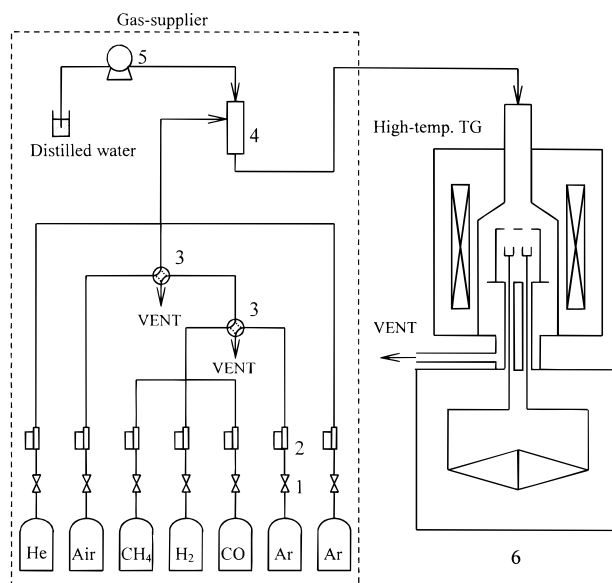 Gas-supplier
5
Distilled water
4
High-temp. TG
3
VENT
3
VENT
VENT
2
1
He
Air
CH₄
H₂
CO
Ar
Ar
6